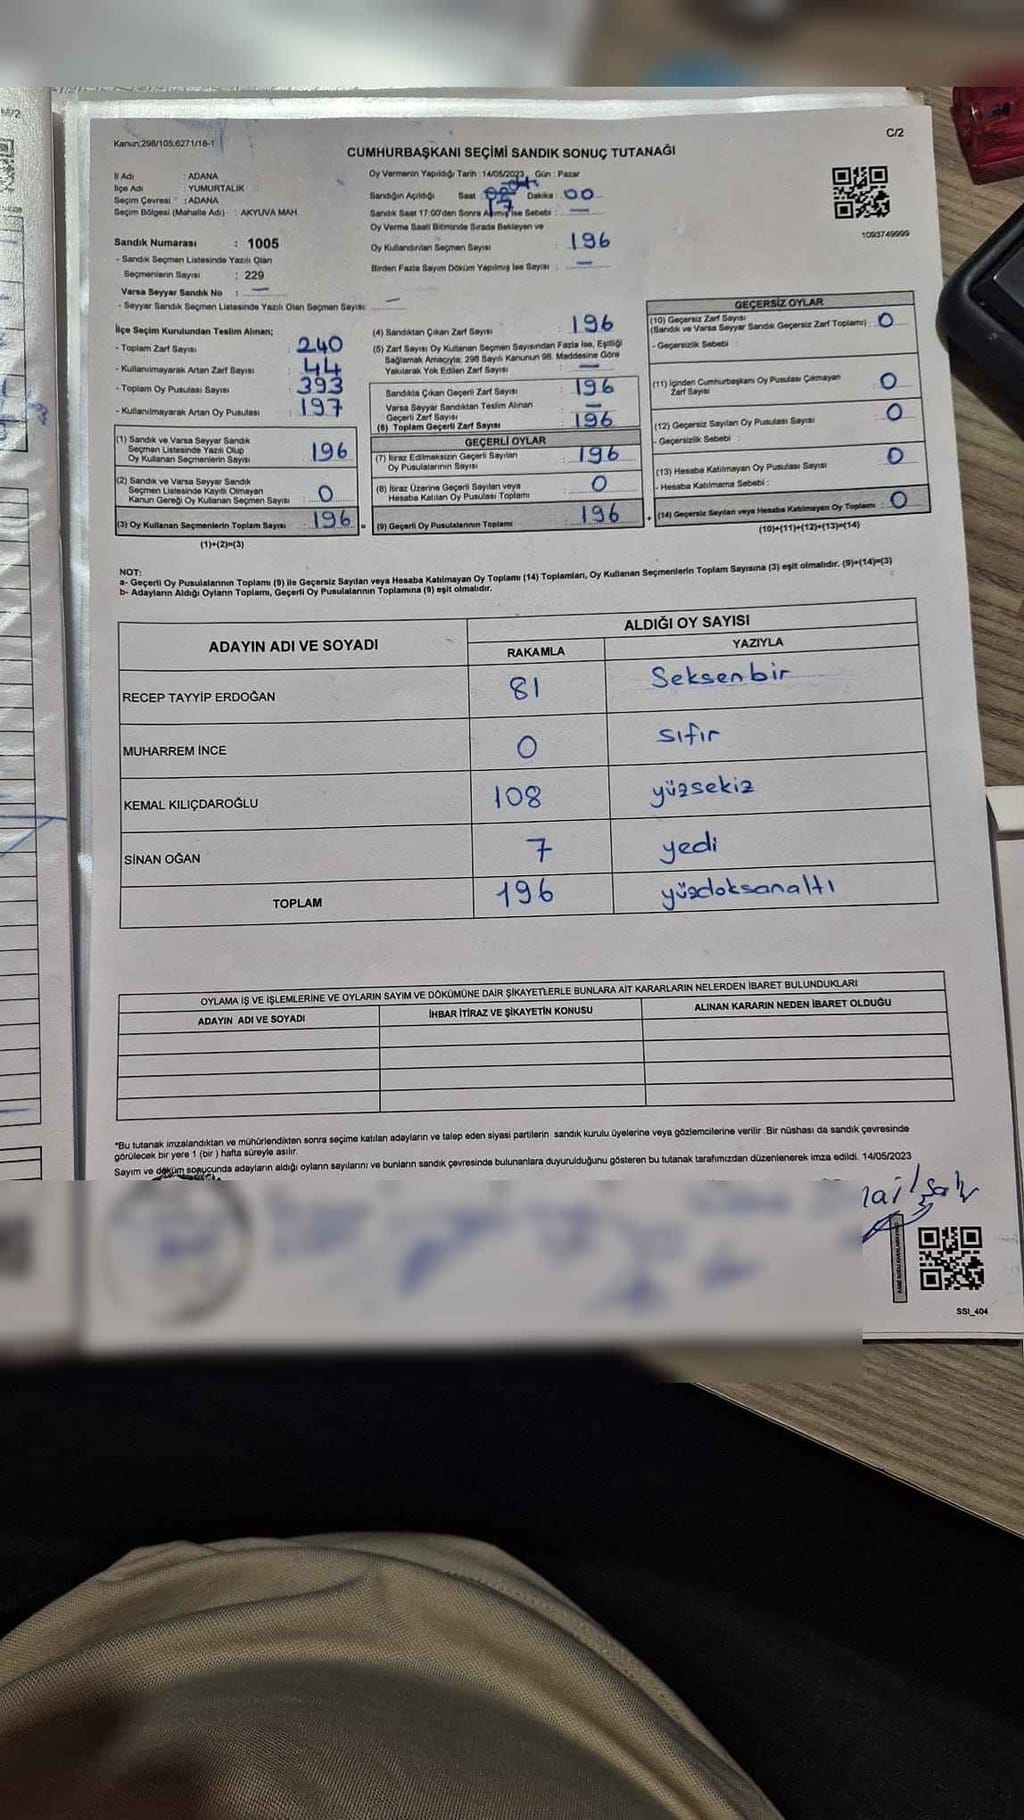 C/2
Kanun:298/105;6271/18-1
CUMHURBAŞKANI SEÇİMİ SANDIK SONUÇ TUTANAĞI
İl Adı : ADANA
İlçe Adı : YUMURTALIK
Seçim Çevresi : ADANA
Seçim Bölgesi (Mahalle Adı) : AKYUVA MAH.
Sandık Numarası : 1005
- Sandık Seçmen Listesinde Yazılı Olan
Seçmenlerin Sayısı : 229
Varsa Seyyar Sandık No : —
- Seyyar Sandık Seçmen Listesinde Yazılı Olan Seçmen Sayısı: —
Oy Vermenin Yapıldığı Tarih : 14/05/2023 Gün : Pazar
Sandığın Açıldığı Saat 17 Dakika : 00
Sandık Saat 17:00'dan Sonra Açılmış İse Sebebi : —
Oy Verme Saati Bitiminde Sırada Bekleyen ve
Oy Kullandırılan Seçmen Sayısı : 196
Birden Fazla Sayım Döküm Yapılmış İse Sayısı : —
1093749999
İlçe Seçim Kurulundan Teslim Alınan;
- Toplam Zarf Sayısı : 240
- Kullanılmayarak Artan Zarf Sayısı : 44
- Toplam Oy Pusulası Sayısı : 393
- Kullanılmayarak Artan Oy Pusulası : 197
(1) Sandık ve Varsa Seyyar Sandık
Seçmen Listesinde Yazılı Olup
Oy Kullanan Seçmenlerin Sayısı : 196
(2) Sandık ve Varsa Seyyar Sandık
Seçmen Listesinde Kayıtlı Olmayan
Kanun Gereği Oy Kullanan Seçmen Sayısı : 0
(3) Oy Kullanan Seçmenlerin Toplam Sayısı : 196
(1)+(2)=(3)
(4) Sandıktan Çıkan Zarf Sayısı : 196
(5) Zarf Sayısı Oy Kullanan Seçmen Sayısından Fazla İse, Eşitliği
Sağlamak Amacıyla; 298 Sayılı Kanunun 98. Maddesine Göre
Yakılarak Yok Edilen Zarf Sayısı : —
Sandıkta Çıkan Geçerli Zarf Sayısı : 196
Varsa Seyyar Sandıktan Teslim Alınan
Geçerli Zarf Sayısı : —
(6) Toplam Geçerli Zarf Sayısı : 196
GEÇERLİ OYLAR
(7) İtiraz Edilmeksizin Geçerli Sayılan
Oy Pusulalarının Sayısı : 196
(8) İtiraz Üzerine Geçerli Sayılan veya
Hesaba Katılan Oy Pusulası Toplamı : 0
(9) Geçerli Oy Pusulalarının Toplamı : 196
GEÇERSİZ OYLAR
(10) Geçersiz Zarf Sayısı
(Sandık ve Varsa Seyyar Sandık Geçersiz Zarf Toplamı) : 0
- Geçersizlik Sebebi :
(11) İçinden Cumhurbaşkanı Oy Pusulası Çıkmayan
Zarf Sayısı : 0
(12) Geçersiz Sayılan Oy Pusulası Sayısı : 0
- Geçersizlik Sebebi :
(13) Hesaba Katılmayan Oy Pusulası Sayısı : 0
- Hesaba Katılmama Sebebi :
(14) Geçersiz Sayılan veya Hesaba Katılmayan Oy Toplamı : 0
(10)+(11)+(12)+(13)=(14)
NOT:
a- Geçerli Oy Pusulalarının Toplamı (9) ile Geçersiz Sayılan veya Hesaba Katılmayan Oy Toplamı (14) Toplamları, Oy Kullanan Seçmenlerin Toplam Sayısına (3) eşit olmalıdır. (9)+(14)=(3)
b- Adayların Aldığı Oyların Toplamı, Geçerli Oy Pusulalarının Toplamına (9) eşit olmalıdır.
ADAYIN ADI VE SOYADI ALDIĞI OY SAYISI
RAKAMLA YAZIYLA
RECEP TAYYİP ERDOĞAN 81 Seksenbir
MUHARREM İNCE 0 sıfır
KEMAL KILIÇDAROĞLU 108 yüzsekiz
SİNAN OĞAN 7 yedi
TOPLAM 196 yüzdoksanaltı
OYLAMA İŞ VE İŞLEMLERİNE VE OYLARIN SAYIM VE DÖKÜMÜNE DAİR ŞİKAYETLERLE BUNLARA AİT KARARLARIN NELERDEN İBARET BULUNDUKLARI
ADAYIN ADI VE SOYADI İHBAR İTİRAZ VE ŞİKAYETİN KONUSU ALINAN KARARIN NEDEN İBARET OLDUĞU
*Bu tutanak imzalandıktan ve mühürlendikten sonra seçime katılan adayların ve talep eden siyasi partilerin sandık kurulu üyelerine veya gözlemcilerine verilir .Bir nüshası da sandık çevresinde
görülecek bir yere 1 (bir ) hafta süreyle asılır.
Sayım ve döküm sonucunda adayların aldığı oyların sayılarını ve bunların sandık çevresinde bulunanlara duyurulduğunu gösteren bu tutanak tarafımızdan düzenlenerek imza edildi. 14/05/2023
SSI_404